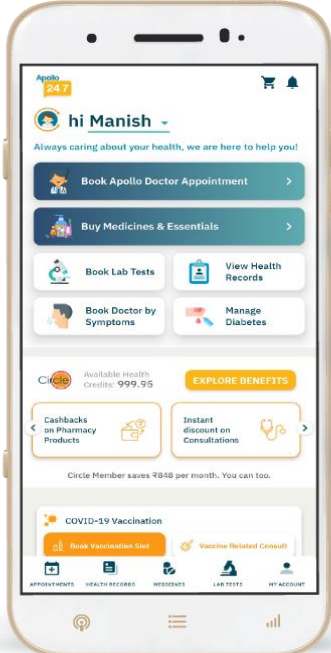 Apollo
24|7
hi Manish
Always caring about your health, we are here to help you!
Book Apollo Doctor Appointment
Buy Medicines & Essentials
Book Lab Tests
View Health
Records
Book Doctor by
Symptoms
Manage
Diabetes
Circle
Available Health
Credits: 999.95
EXPLORE BENEFITS
Cashbacks
on Pharmacy
Products
Instant
discount on
Consultations
Circle Member saves ₹848 per month. You can too.
COVID-19 Vaccination
Book Vaccination Slot
Vaccine Related Consult
APPOINTMENTS
HEALTH RECORDS
MEDICINES
LAB TESTS
MY ACCOUNT